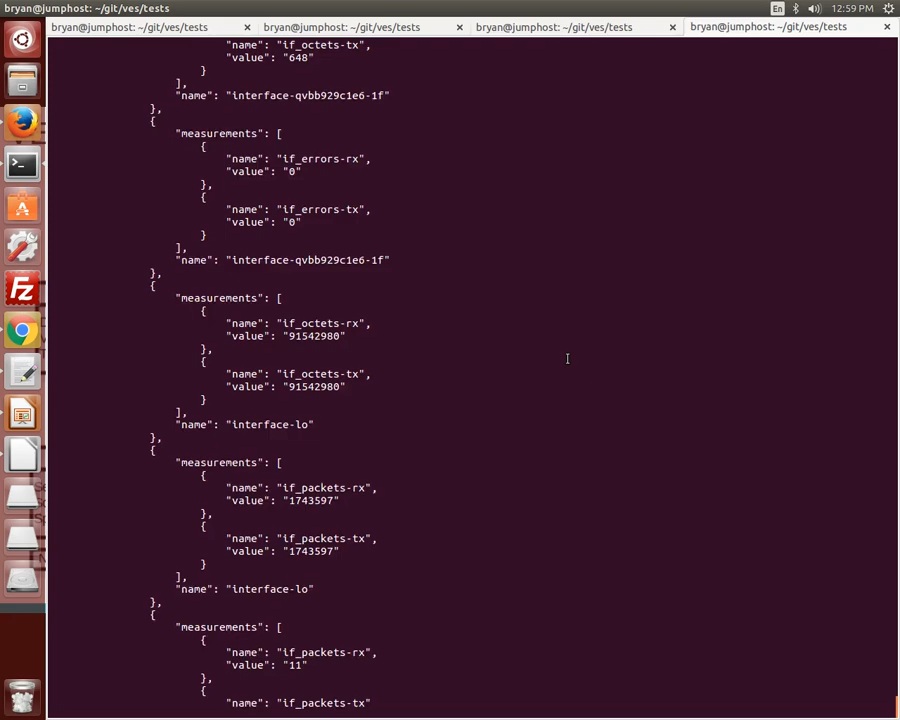 bryan@jumphost: ~/git/ves/tests
En 12:59 PM
bryan@jumphost: ~/git/ves/tests × bryan@jumphost: ~/git/ves/tests × bryan@jumphost: ~/git/ves/tests × bryan@jumphost: ~/git/ves/tests ×
"name": "if_octets-tx",
"value": "648"
}
],
"name": "interface-qvbb929c1e6-1f"
},
{
"measurements": [
{
"name": "if_errors-rx",
"value": "0"
},
{
"name": "if_errors-tx",
"value": "0"
}
],
"name": "interface-qvbb929c1e6-1f"
},
{
"measurements": [
{
"name": "if_octets-rx",
"value": "91542980"
},
{
"name": "if_octets-tx",
"value": "91542980"
}
],
"name": "interface-lo"
},
{
"measurements": [
{
"name": "if_packets-rx",
"value": "1743597"
},
{
"name": "if_packets-tx",
"value": "1743597"
}
],
"name": "interface-lo"
},
{
"measurements": [
{
"name": "if_packets-rx",
"value": "11"
},
{
"name": "if_packets-tx"
Fz